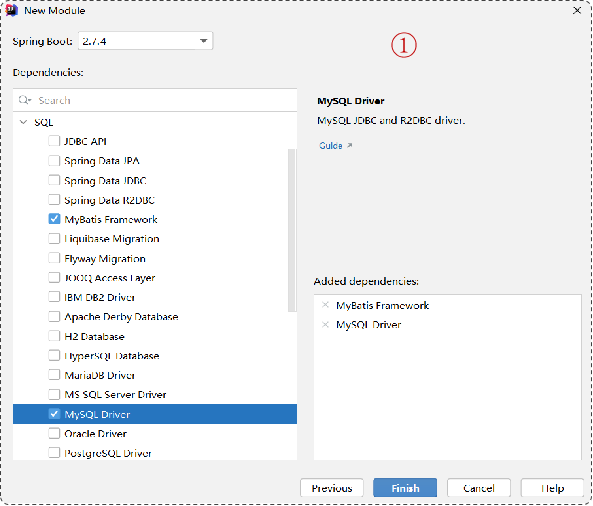 New Module
Spring Boot: 2.7.4
①
Dependencies:
Search
SQL
JDBC API
Spring Data JPA
Spring Data JDBC
Spring Data R2DBC
MyBatis Framework
Liquibase Migration
Flyway Migration
JOOQ Access Layer
IBM DB2 Driver
Apache Derby Database
H2 Database
HyperSQL Database
MariaDB Driver
MS SQL Server Driver
MySQL Driver
Oracle Driver
PostgreSQL Driver
MySQL Driver
MySQL JDBC and R2DBC driver.
Guide ↗
Added dependencies:
× MyBatis Framework
× MySQL Driver
Previous
Finish
Cancel
Help